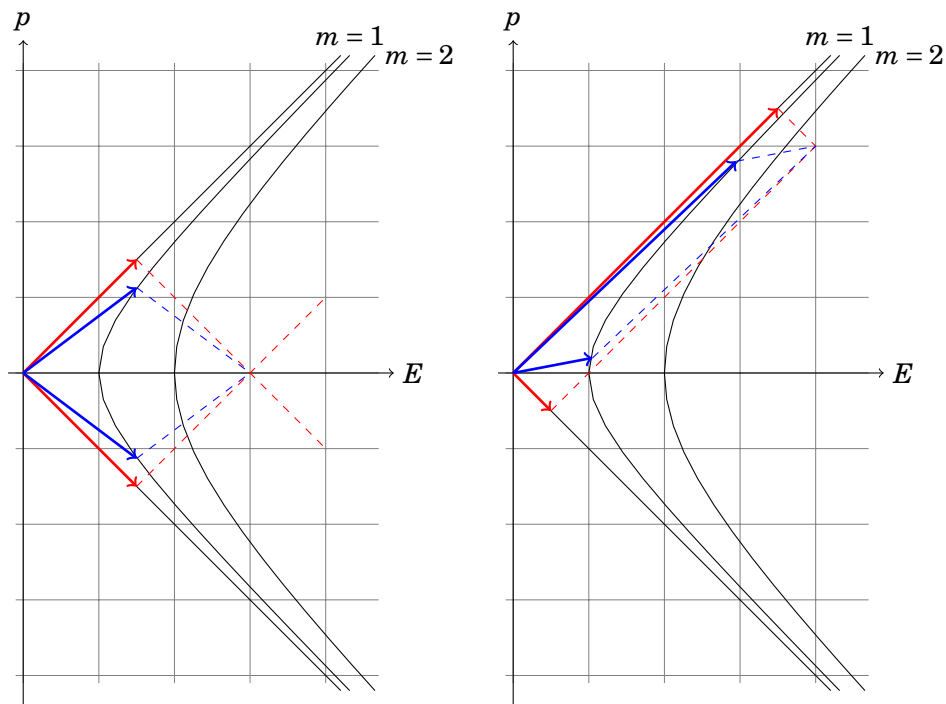 p
m = 1
m = 2
E
p
m = 1
m = 2
E